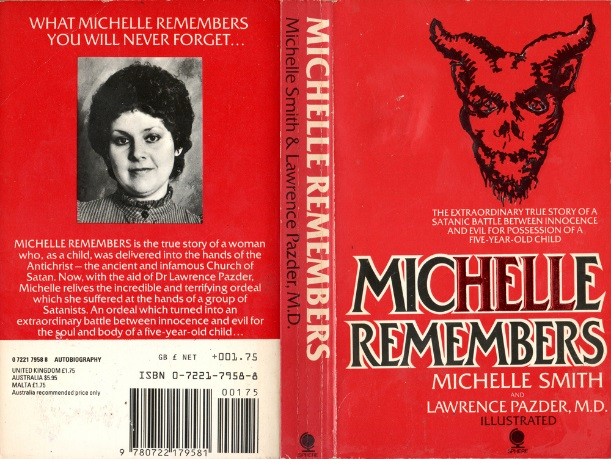 WHAT MICHELLE REMEMBERS
YOU WILL NEVER FORGET...
MICHELLE REMEMBERS is the true story of a woman
who, as a child, was delivered into the hands of the
Antichrist – the ancient and infamous Church of
Satan. Now, with the aid of Dr Lawrence Pazder,
Michelle relives the incredible and terrifying ordeal
which she suffered at the hands of a group of
Satanists. An ordeal which turned into an
extraordinary battle between innocence and evil for
the soul and body of a five-year-old child...
0 7221 7958 8 AUTOBIOGRAPHY
UNITED KINGDOM £1.75
AUSTRALIA $5.95
MALTA £1.75
Australia recommended price only
GB £ NET +001.75
ISBN 0-7221-7958-8
00175
9 780722 179581
MICHELLE REMEMBERS
Michelle Smith & Lawrence Pazder, M.D.
SPHERE
THE EXTRAORDINARY TRUE STORY OF A
SATANIC BATTLE BETWEEN INNOCENCE
AND EVIL FOR POSSESSION OF A
FIVE-YEAR-OLD CHILD
MICHELLE
REMEMBERS
MICHELLE SMITH
AND
LAWRENCE PAZDER, M.D.
ILLUSTRATED
SPHERE